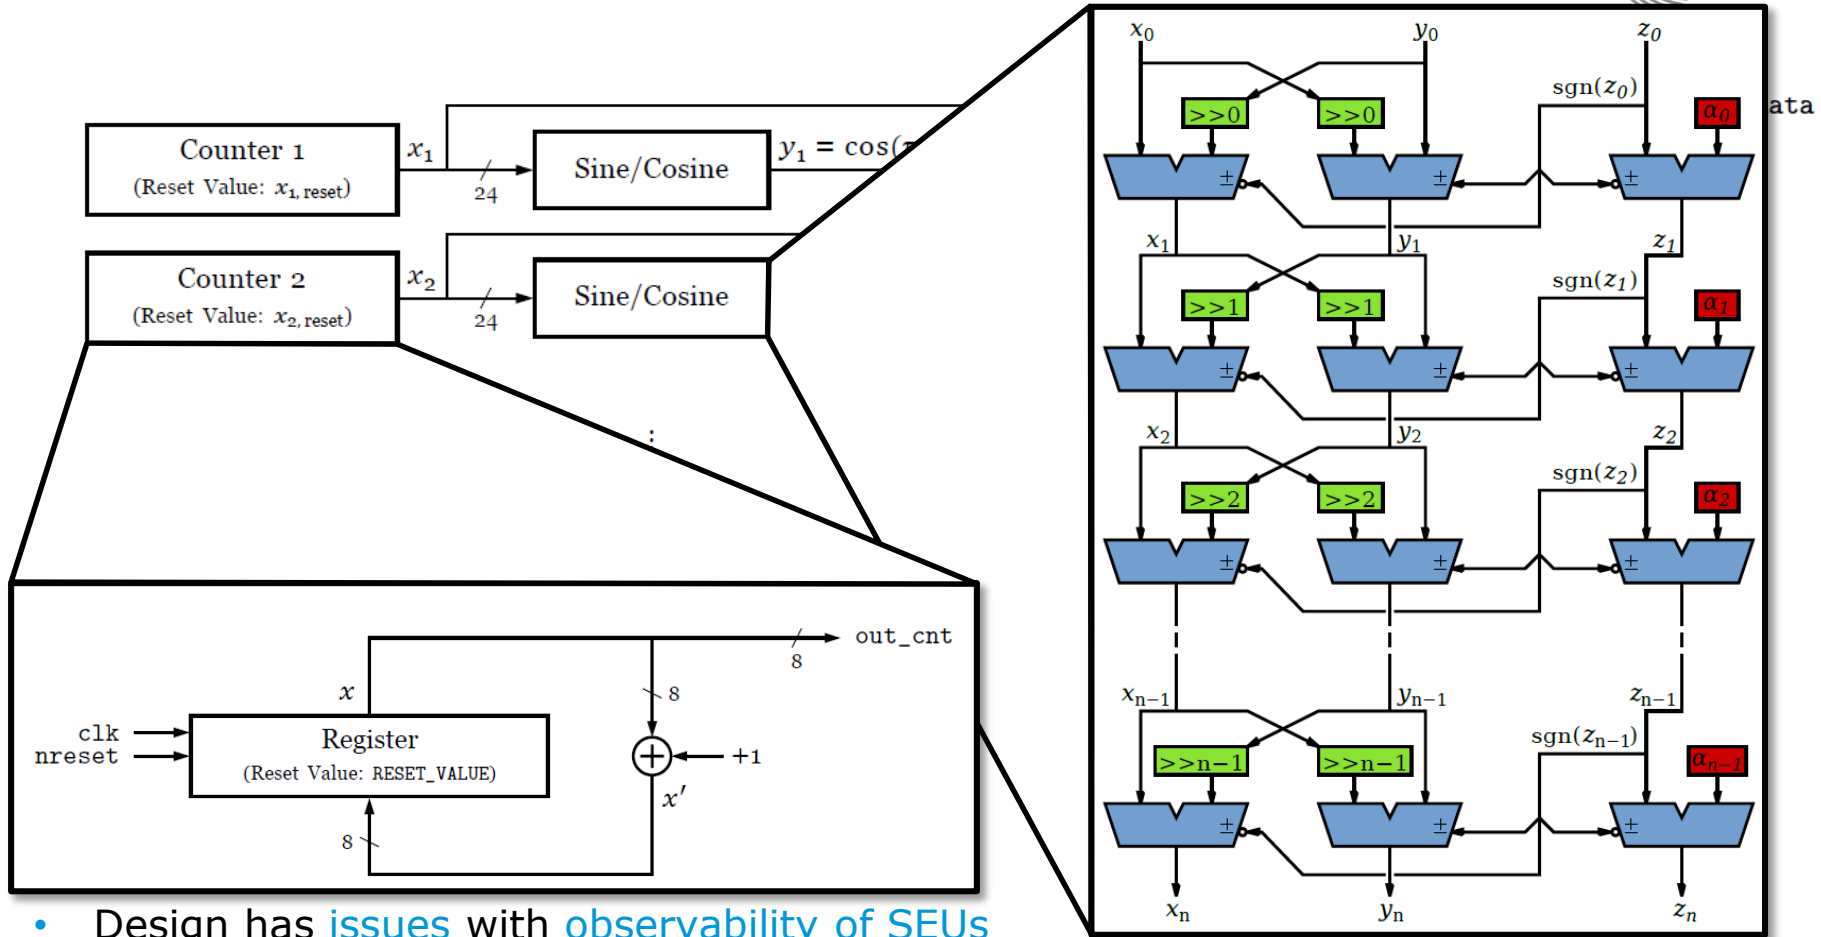 Counter 1
(Reset Value: x₁, reset)
x₁
24
Sine/Cosine
y₁ = cos(
Counter 2
(Reset Value: x₂, reset)
x₂
24
Sine/Cosine
:
x₀ y₀ z₀
sgn(z₀)
>>0 >>0 α₀
ata
± ± ±
x₁ y₁ z₁
sgn(z₁)
>>1 >>1 α₁
± ± ±
x₂ y₂ z₂
sgn(z₂)
>>2 >>2 α₂
± ± ±
xₙ₋₁ yₙ₋₁ zₙ₋₁
sgn(zₙ₋₁)
>>n−1 >>n−1 αₙ₋₁
± ± ±
xₙ yₙ zₙ
out_cnt
8
x
8
clk
nreset
Register
(Reset Value: RESET_VALUE)
+ +1
x′
8
• Design has issues with observability of SEUs